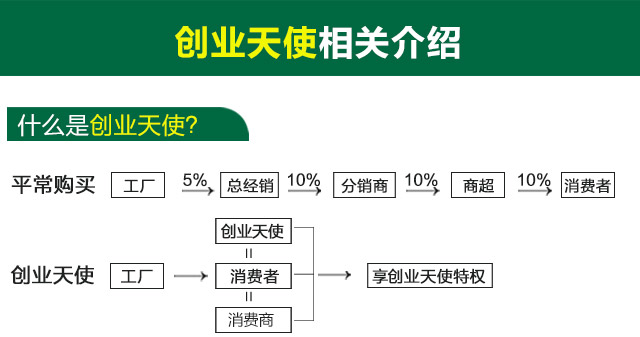 创业天使相关介绍
什么是创业天使?
平常购买 工厂 5% 总经销 10% 分销商 10% 商超 10% 消费者
创业天使
=
创业天使 工厂 消费者 享创业天使特权
=
消费商